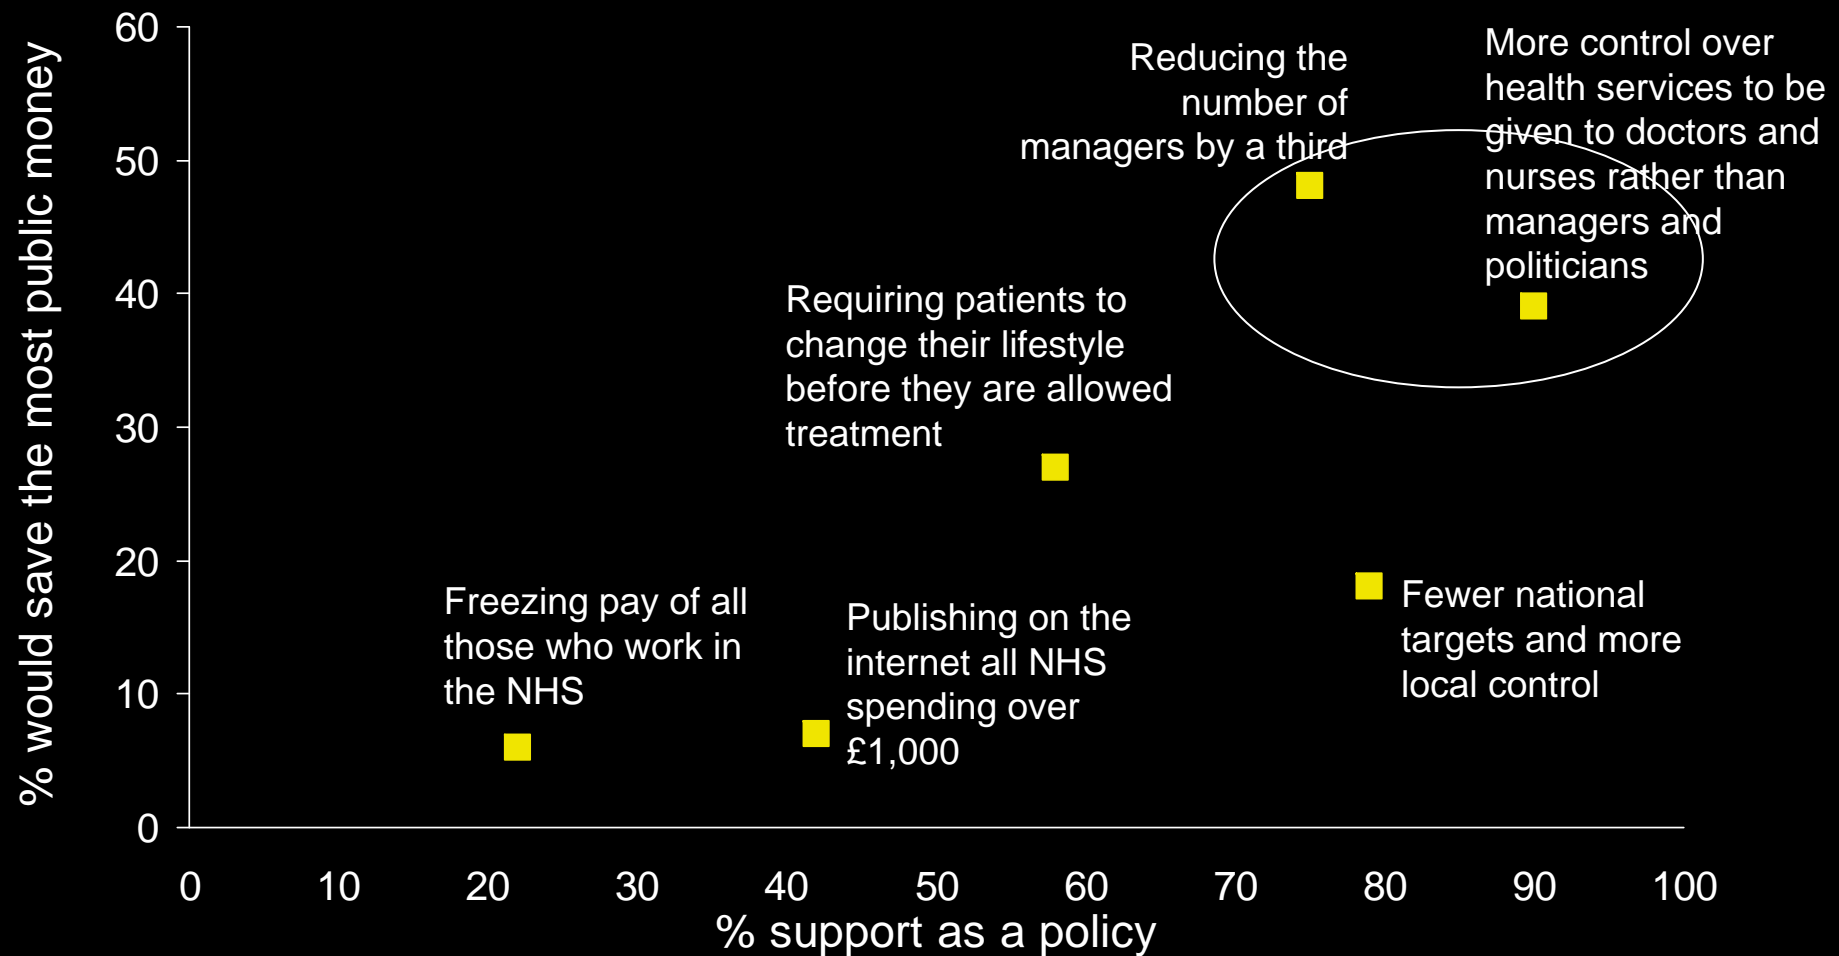 % would save the most public money
60
50
40
30
20
10
0
Reducing the
number of
managers by a third
More control over
health services to be
given to doctors and
nurses rather than
managers and
politicians
Requiring patients to
change their lifestyle
before they are allowed
treatment
Freezing pay of all
those who work in
the NHS
Publishing on the
internet all NHS
spending over
£1,000
Fewer national
targets and more
local control
0 10 20 30 40 50 60 70 80 90 100
% support as a policy